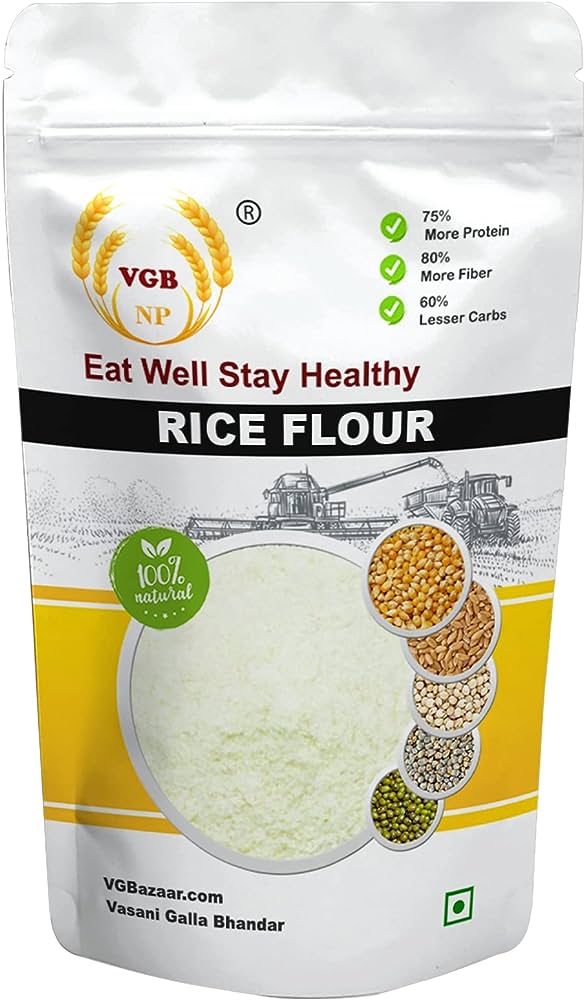 VGB
NP
®
75%
More Protein
80%
More Fiber
60%
Lesser Carbs
Eat Well Stay Healthy
RICE FLOUR
100%
natural
VGBazaar.com
Vasani Galla Bhandar